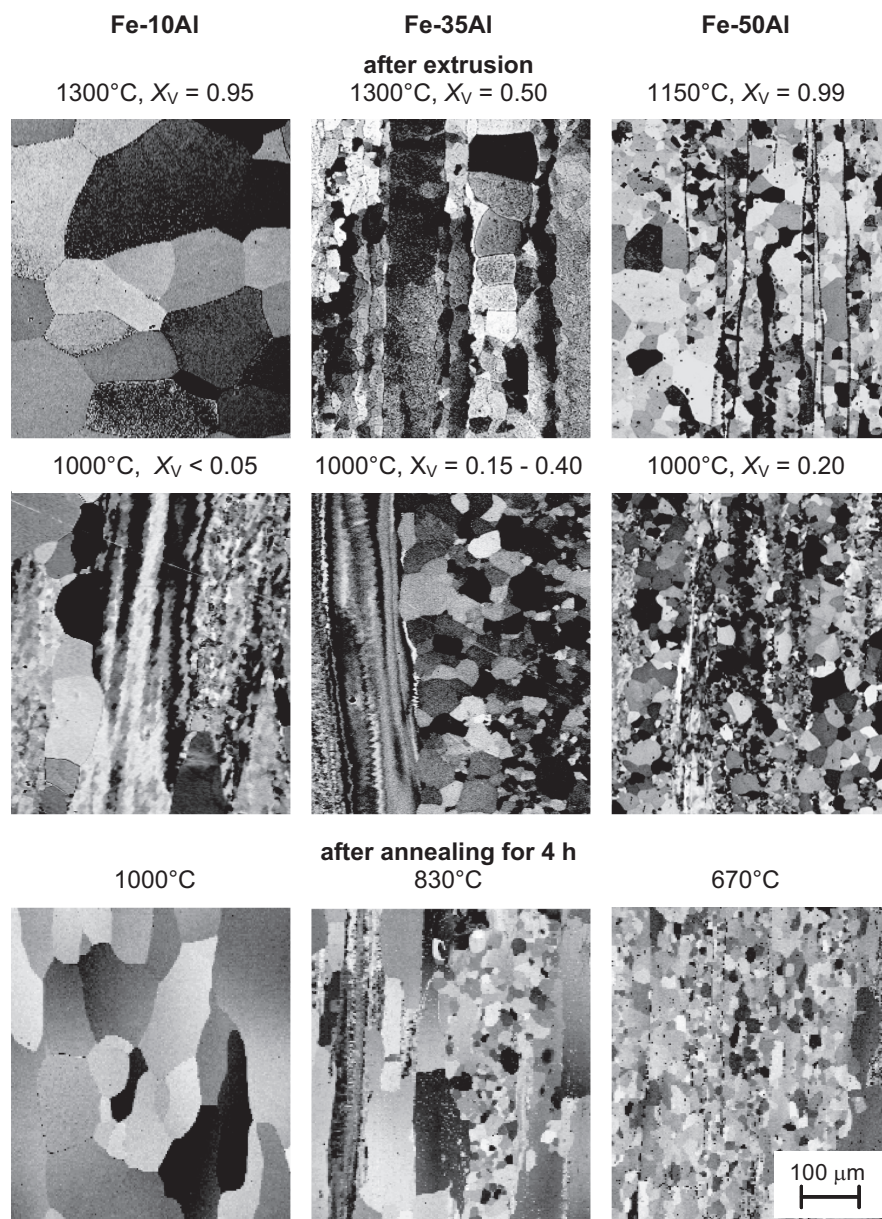 Fe-10Al Fe-35Al Fe-50Al
after extrusion
1300°C, XV = 0.95 1300°C, XV = 0.50 1150°C, XV = 0.99
1000°C, XV < 0.05 1000°C, XV = 0.15 - 0.40 1000°C, XV = 0.20
after annealing for 4 h
1000°C 830°C 670°C
100 μm